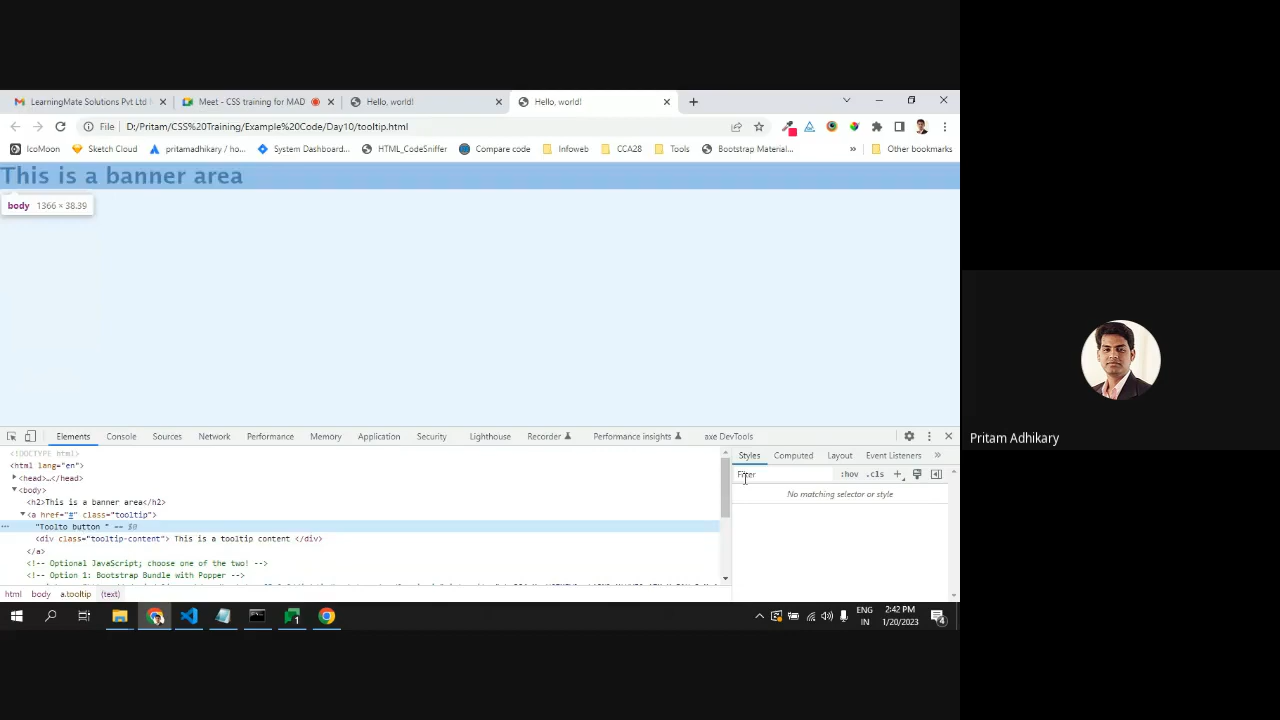 LearningMate Solutions Pvt Ltd
Meet - CSS training for MAD
Hello, world!
Hello, world!
File D:/Pritam/CSS%20Training/Example%20Code/Day10/tooltip.html
IcoMoon Sketch Cloud pritamadhikary / ho... System Dashboard... HTML_CodeSniffer Compare code Infoweb CCA28 Tools Bootstrap Material... » Other bookmarks
This is a banner area
body 1366 × 38.39
Elements Console Sources Network Performance Memory Application Security Lighthouse Recorder Performance insights axe DevTools
<!DOCTYPE html>
<html lang="en">
<head>…</head>
<body>
<h2>This is a banner area</h2>
<a href="#" class="tooltip">
"Toolto button " == $0
<div class="tooltip-content"> This is a tooltip content </div>
</a>
<!-- Optional JavaScript; choose one of the two! -->
<!-- Option 1: Bootstrap Bundle with Popper -->
html body a.tooltip (text)
Styles Computed Layout Event Listeners »
Filter :hov .cls +
No matching selector or style
Pritam Adhikary
1
ENG
IN
2:42 PM
1/20/2023
4